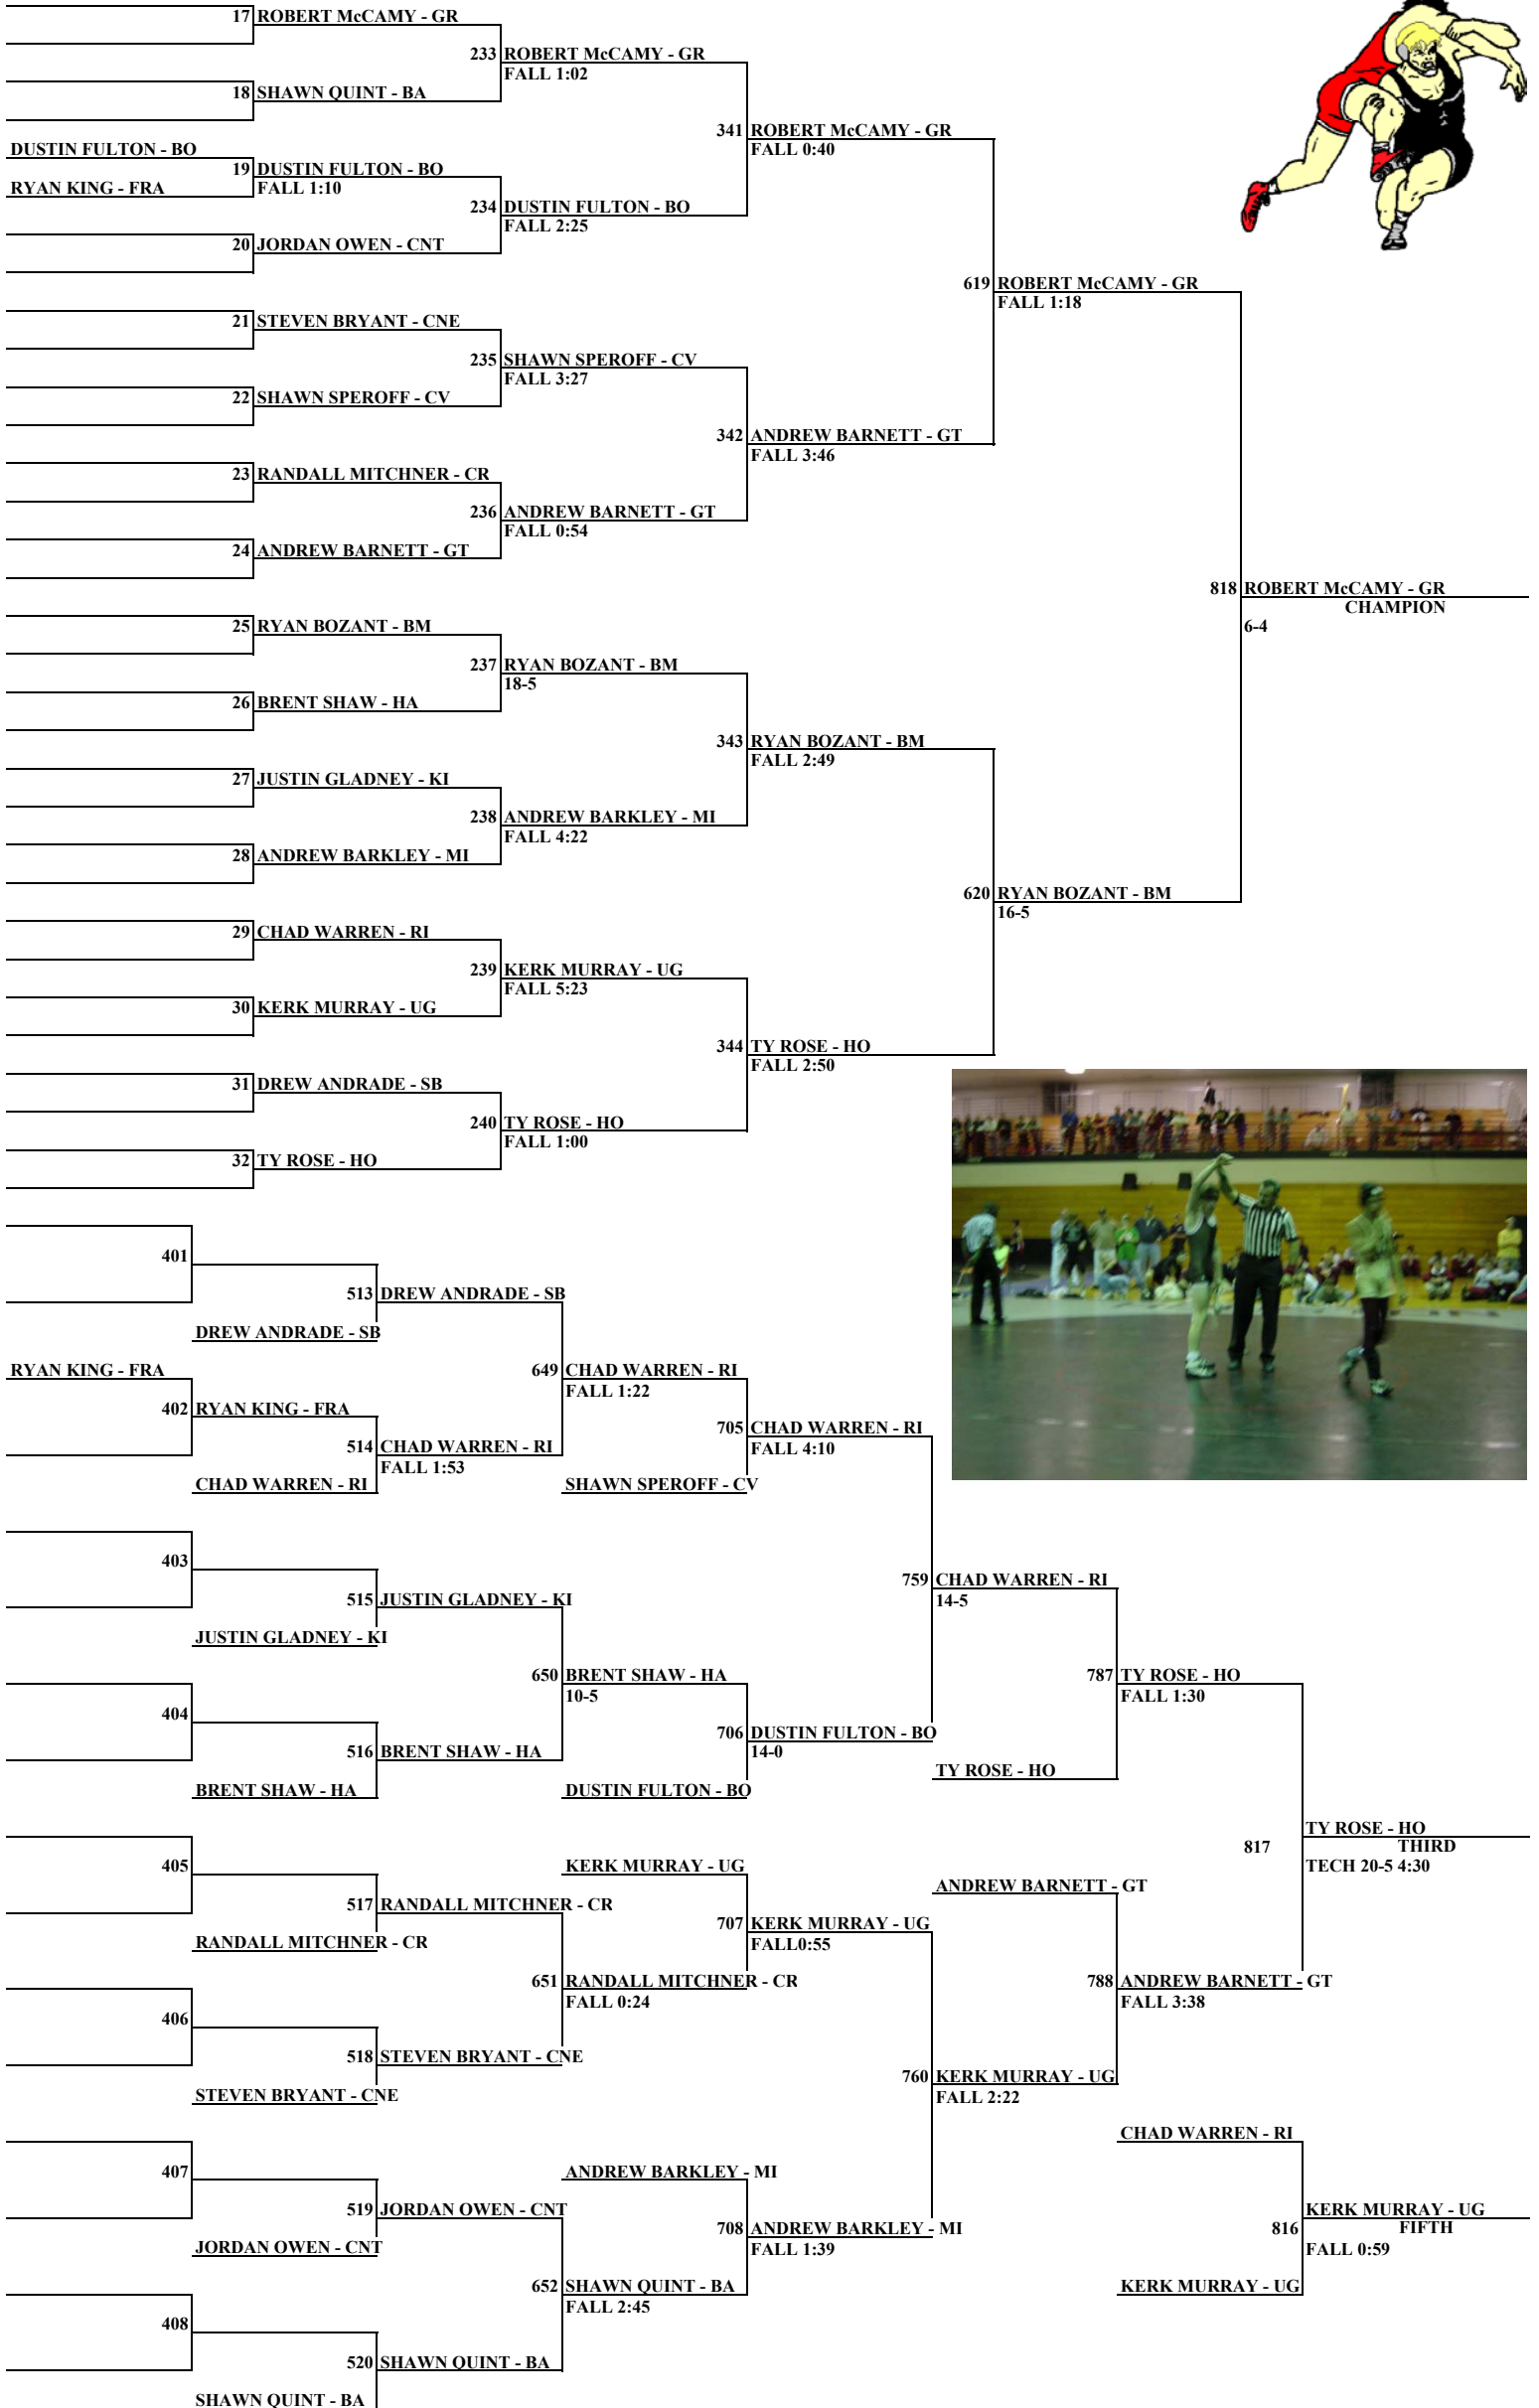 17 ROBERT McCAMY - GR
233 ROBERT McCAMY - GR
FALL 1:02
18 SHAWN QUINT - BA
341 ROBERT McCAMY - GR
FALL 0:40
DUSTIN FULTON - BO
19 DUSTIN FULTON - BO
RYAN KING - FRA
FALL 1:10
234 DUSTIN FULTON - BO
FALL 2:25
20 JORDAN OWEN - CNT
619 ROBERT McCAMY - GR
FALL 1:18
21 STEVEN BRYANT - CNE
235 SHAWN SPEROFF - CV
FALL 3:27
22 SHAWN SPEROFF - CV
342 ANDREW BARNETT - GT
FALL 3:46
23 RANDALL MITCHNER - CR
236 ANDREW BARNETT - GT
FALL 0:54
24 ANDREW BARNETT - GT
818 ROBERT McCAMY - GR
CHAMPION
6-4
25 RYAN BOZANT - BM
237 RYAN BOZANT - BM
18-5
26 BRENT SHAW - HA
343 RYAN BOZANT - BM
FALL 2:49
27 JUSTIN GLADNEY - KI
238 ANDREW BARKLEY - MI
FALL 4:22
28 ANDREW BARKLEY - MI
620 RYAN BOZANT - BM
16-5
29 CHAD WARREN - RI
239 KERK MURRAY - UG
FALL 5:23
30 KERK MURRAY - UG
344 TY ROSE - HO
FALL 2:50
31 DREW ANDRADE - SB
240 TY ROSE - HO
FALL 1:00
32 TY ROSE - HO
401
513 DREW ANDRADE - SB
DREW ANDRADE - SB
RYAN KING - FRA
649 CHAD WARREN - RI
FALL 1:22
402 RYAN KING - FRA
705 CHAD WARREN - RI
FALL 4:10
514 CHAD WARREN - RI
FALL 1:53
CHAD WARREN - RI
SHAWN SPEROFF - CV
403
759 CHAD WARREN - RI
14-5
515 JUSTIN GLADNEY - KI
JUSTIN GLADNEY - KI
650 BRENT SHAW - HA
10-5
787 TY ROSE - HO
FALL 1:30
404
706 DUSTIN FULTON - BO
14-0
516 BRENT SHAW - HA
TY ROSE - HO
BRENT SHAW - HA
DUSTIN FULTON - BO
TY ROSE - HO
817 THIRD
TECH 20-5 4:30
405
KERK MURRAY - UG
ANDREW BARNETT - GT
517 RANDALL MITCHNER - CR
707 KERK MURRAY - UG
FALL0:55
RANDALL MITCHNER - CR
651 RANDALL MITCHNER - CR
FALL 0:24
788 ANDREW BARNETT - GT
FALL 3:38
406
518 STEVEN BRYANT - CNE
760 KERK MURRAY - UG
FALL 2:22
STEVEN BRYANT - CNE
CHAD WARREN - RI
407
ANDREW BARKLEY - MI
519 JORDAN OWEN - CNT
KERK MURRAY - UG
708 ANDREW BARKLEY - MI
816 FIFTH
JORDAN OWEN - CNT
FALL 1:39
FALL 0:59
652 SHAWN QUINT - BA
FALL 2:45
KERK MURRAY - UG
408
520 SHAWN QUINT - BA
SHAWN QUINT - BA